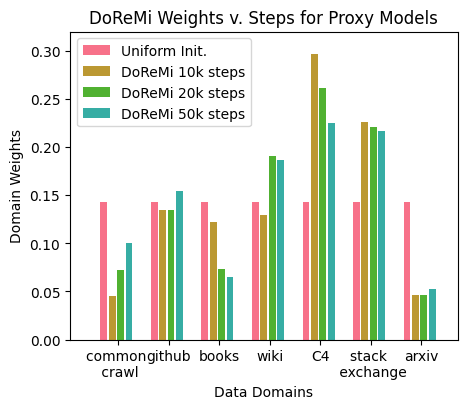 DoReMi Weights v. Steps for Proxy Models
Uniform Init.
DoReMi 10k steps
DoReMi 20k steps
DoReMi 50k steps
Domain Weights
0.30
0.25
0.20
0.15
0.10
0.05
0.00
common github books wiki C4 stack arxiv
crawl exchange
Data Domains